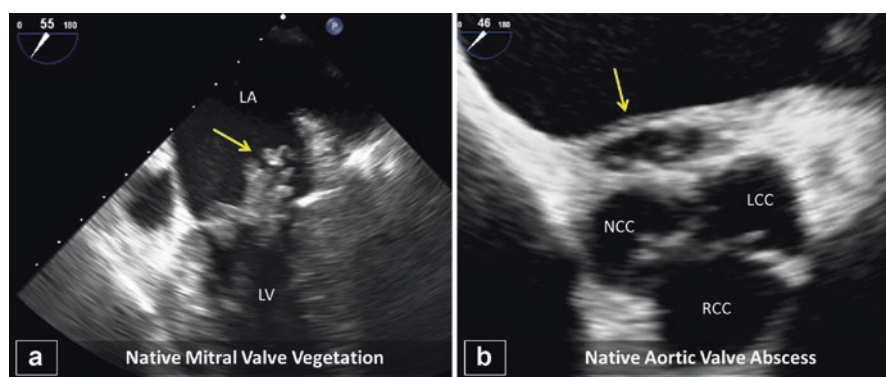 0 55 180
P
LA
LV
a Native Mitral Valve Vegetation
0 46 180
LCC
NCC
RCC
b Native Aortic Valve Abscess